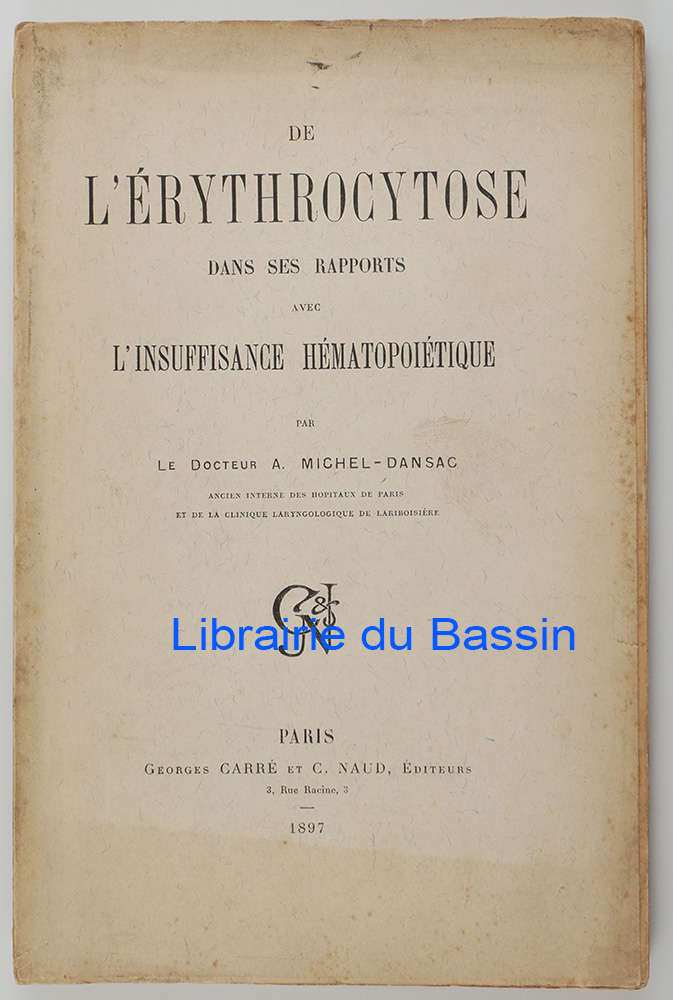 DE
L'ÉRYTHROCYTOSE
DANS SES RAPPORTS
AVEC
L'INSUFFISANCE HÉMATOPOIÉTIQUE
PAR
LE DOCTEUR A. MICHEL-DANSAC
ANCIEN INTERNE DES HOPITAUX DE PARIS
ET DE LA CLINIQUE LARYNGOLOGIQUE DE LARIBOISIÈRE
Librairie du Bassin
PARIS
GEORGES CARRÉ ET C. NAUD, ÉDITEURS
3, Rue Racine, 3
1897